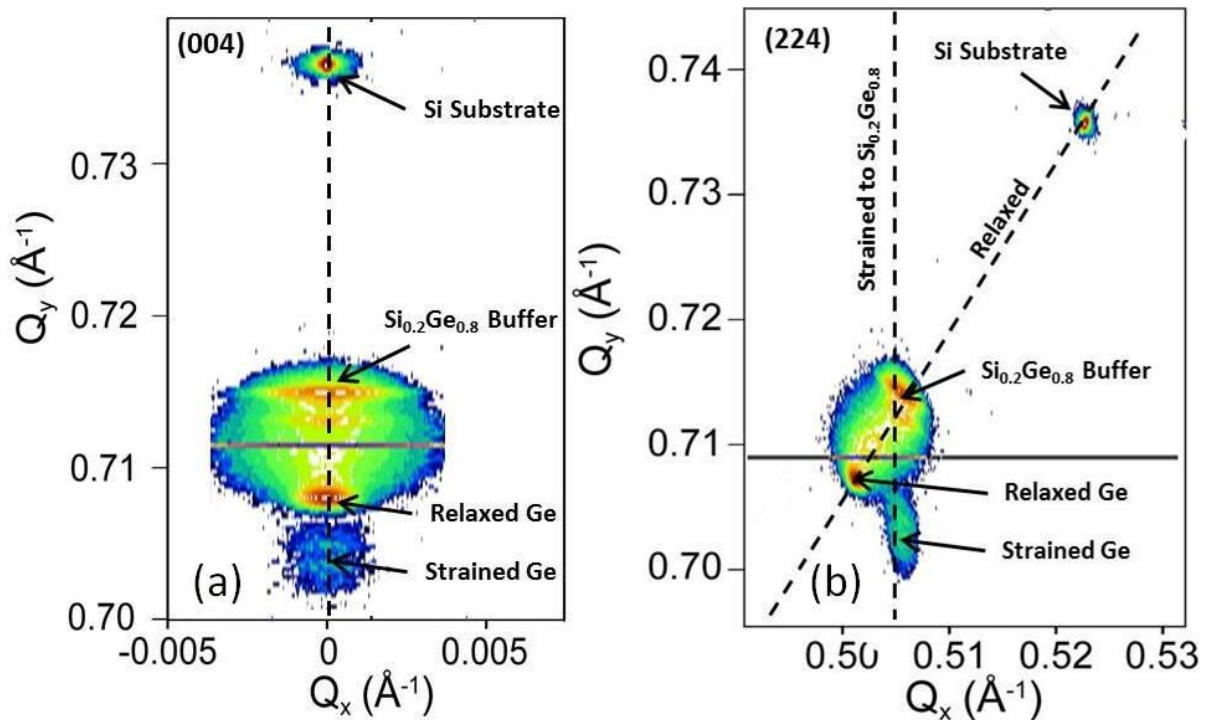 (004)
Si Substrate
0.73
0.72
0.71
0.70
Q_y (Å⁻¹)
Si₀.₂Ge₀.₈ Buffer
Relaxed Ge
Strained Ge
(a)
-0.005
0
0.005
Qₓ (Å⁻¹)
(224)
Si Substrate
Strained to Si₀.₂Ge₀.₈
Relaxed
0.74
0.73
0.72
0.71
0.70
Q_y (Å⁻¹)
Si₀.₂Ge₀.₈ Buffer
Relaxed Ge
Strained Ge
(b)
0.50
0.51
0.52
0.53
Qₓ (Å⁻¹)